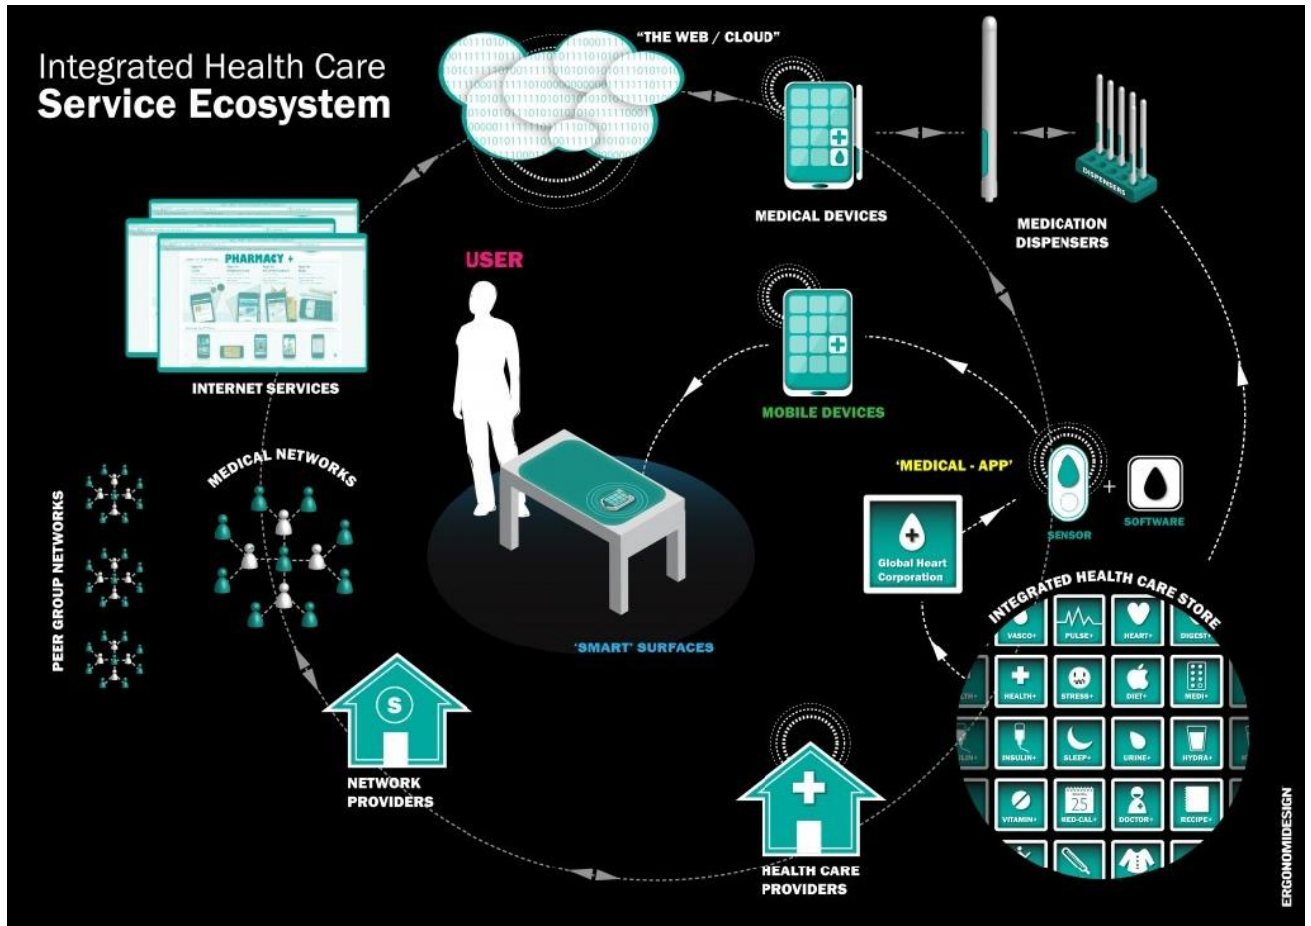 Integrated Health Care
Service Ecosystem
"THE WEB / CLOUD"
MEDICAL DEVICES
DISPENSERS
MEDICATION
DISPENSERS
PHARMACY +
INTERNET SERVICES
USER
MOBILE DEVICES
MEDICAL NETWORKS
PEER GROUP NETWORKS
'MEDICAL - APP'
Global Heart
Corporation
+
SENSOR
SOFTWARE
'SMART' SURFACES
INTEGRATED HEALTH CARE STORE
VASCO+
PULSE+
HEART+
DIGEST+
HEALTH+
STRESS+
DIET+
MEDI+
INSULIN+
SLEEP+
URINE+
HYDRA+
VITAMIN+
25
MED-CAL+
DOCTOR+
RECIPE+
S
NETWORK
PROVIDERS
HEALTH CARE
PROVIDERS
ERGONOMIDESIGN